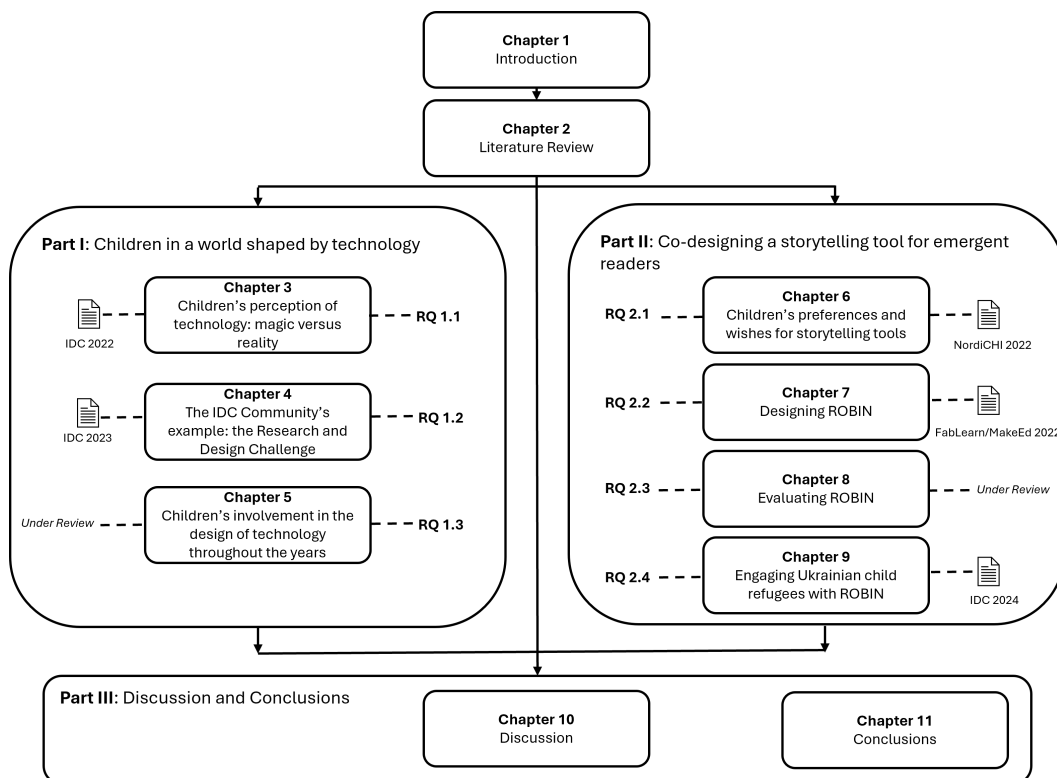 Chapter 1
Introduction
Chapter 2
Literature Review
Part I: Children in a world shaped by technology
Chapter 3
Children's perception of
technology: magic versus
reality
IDC 2022
RQ 1.1
Chapter 4
The IDC Community's
example: the Research and
Design Challenge
IDC 2023
RQ 1.2
Chapter 5
Children's involvement in the
design of technology
throughout the years
Under Review
RQ 1.3
Part II: Co-designing a storytelling tool for emergent
readers
RQ 2.1
Chapter 6
Children's preferences and
wishes for storytelling tools
NordiCHI 2022
RQ 2.2
Chapter 7
Designing ROBIN
FabLearn/MakeEd 2022
RQ 2.3
Chapter 8
Evaluating ROBIN
Under Review
RQ 2.4
Chapter 9
Engaging Ukrainian child
refugees with ROBIN
IDC 2024
Part III: Discussion and Conclusions
Chapter 10
Discussion
Chapter 11
Conclusions